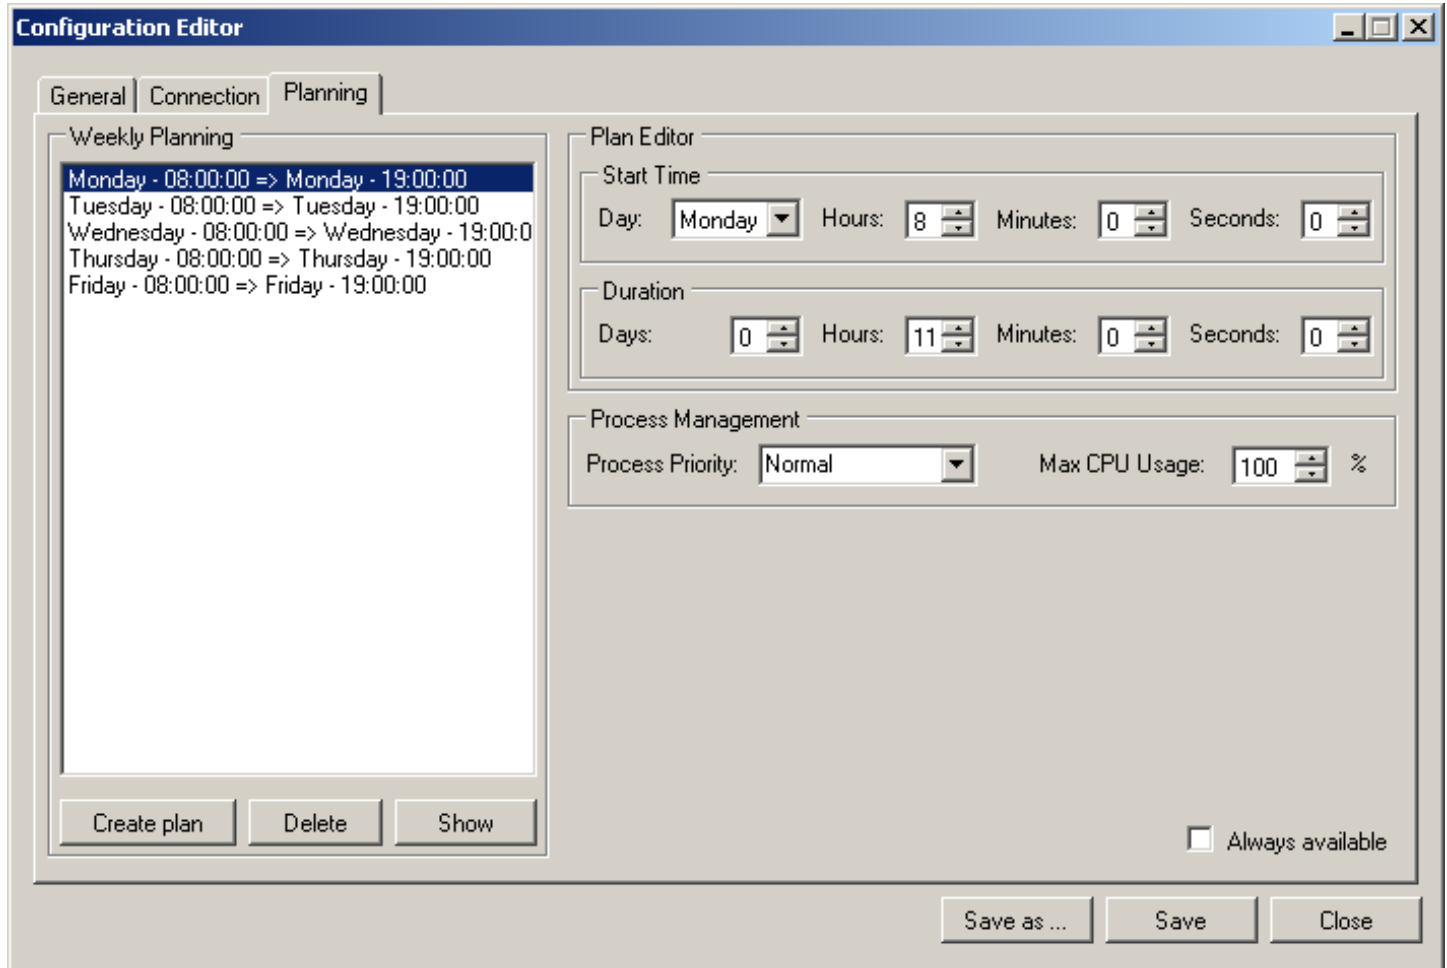 Configuration Editor
General Connection Planning
Weekly Planning
Monday - 08:00:00 => Monday - 19:00:00
Tuesday - 08:00:00 => Tuesday - 19:00:00
Wednesday - 08:00:00 => Wednesday - 19:00:0
Thursday - 08:00:00 => Thursday - 19:00:00
Friday - 08:00:00 => Friday - 19:00:00
Create plan Delete Show
Plan Editor
Start Time
Day: Monday Hours: 8 Minutes: 0 Seconds: 0
Duration
Days: 0 Hours: 11 Minutes: 0 Seconds: 0
Process Management
Process Priority: Normal Max CPU Usage: 100 %
Always available
Save as ... Save Close